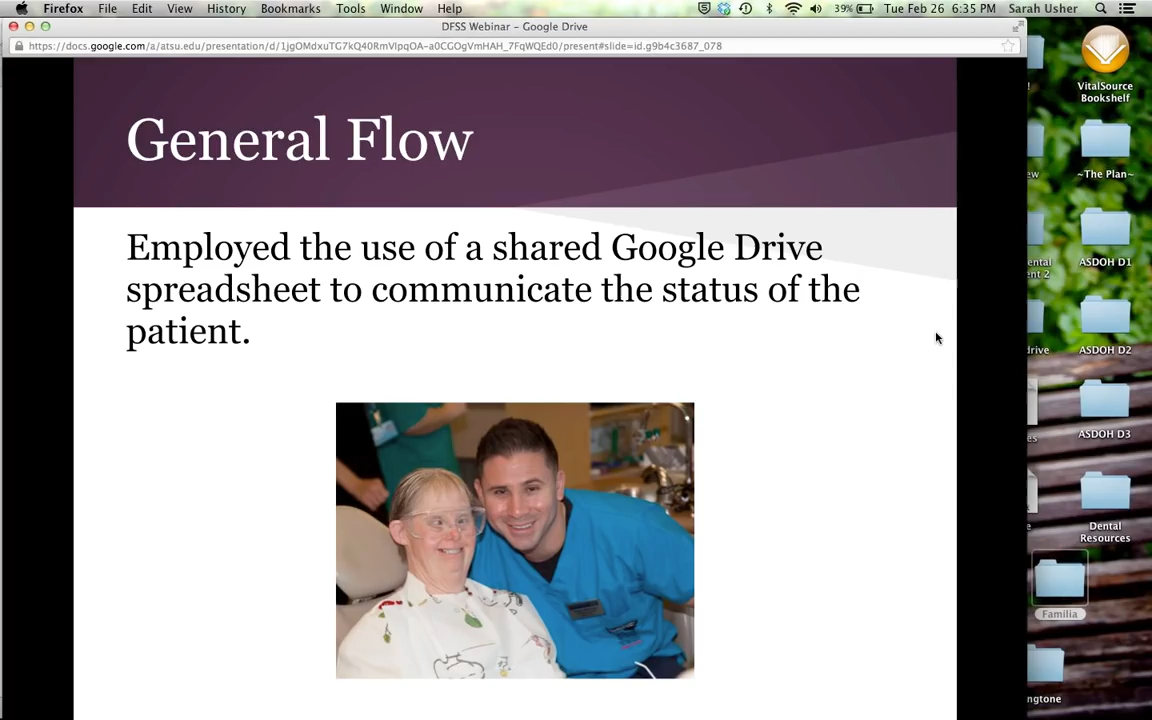 Firefox File Edit View History Bookmarks Tools Window Help 39% Tue Feb 26 6:35 PM Sarah Usher
DFSS Webinar – Google Drive
https://docs.google.com/a/atsu.edu/presentation/d/1jgOMdxuTG7kQ40RmVIpqOA-a0CGOgVmHAH_7FqWQEd0/present#slide=id.g9b4c3687_078
General Flow
Employed the use of a shared Google Drive
spreadsheet to communicate the status of the
patient.
VitalSource
Bookshelf
~The Plan~
ASDOH D1
ASDOH D2
ASDOH D3
Dental
Resources
Familia